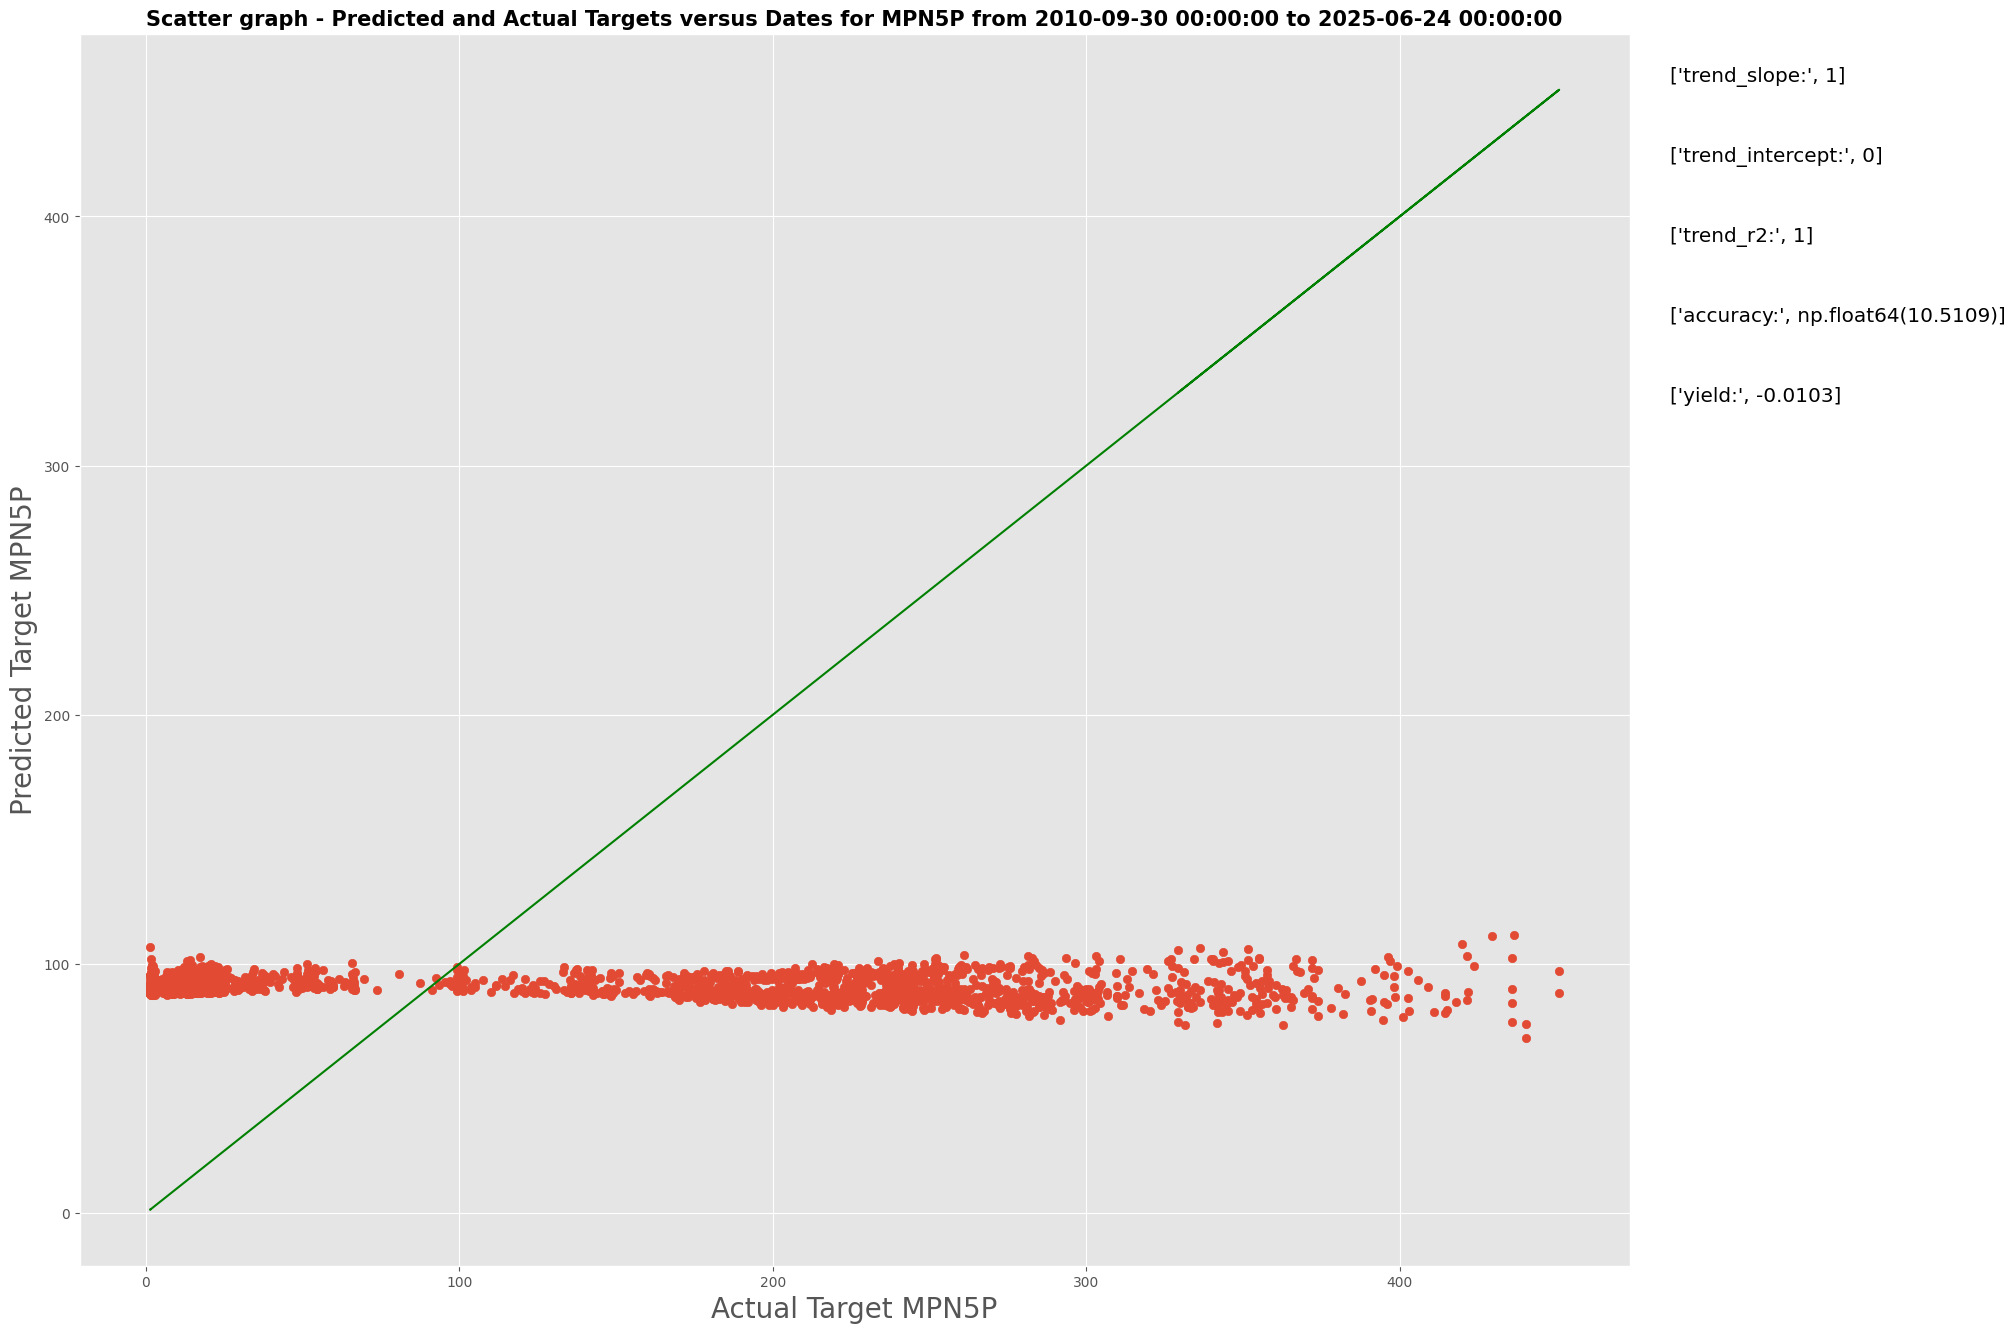 Scatter graph - Predicted and Actual Targets versus Dates for MPN5P from 2010-09-30 00:00:00 to 2025-06-24 00:00:00
['trend_slope:', 1]
['trend_intercept:', 0]
['trend_r2:', 1]
['accuracy:', np.float64(10.5109)]
['yield:', -0.0103]
Predicted Target MPN5P
400
300
200
100
0
0 100 200 300 400
Actual Target MPN5P